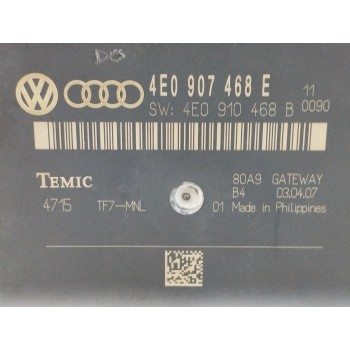 DCS
4E0 907 468 E 11
SW: 4E0 910 468 B 0090
TEMIC 80A9 GATEWAY
B4 03.04.07
4715 TF7-MNL 01 Made in Philippines